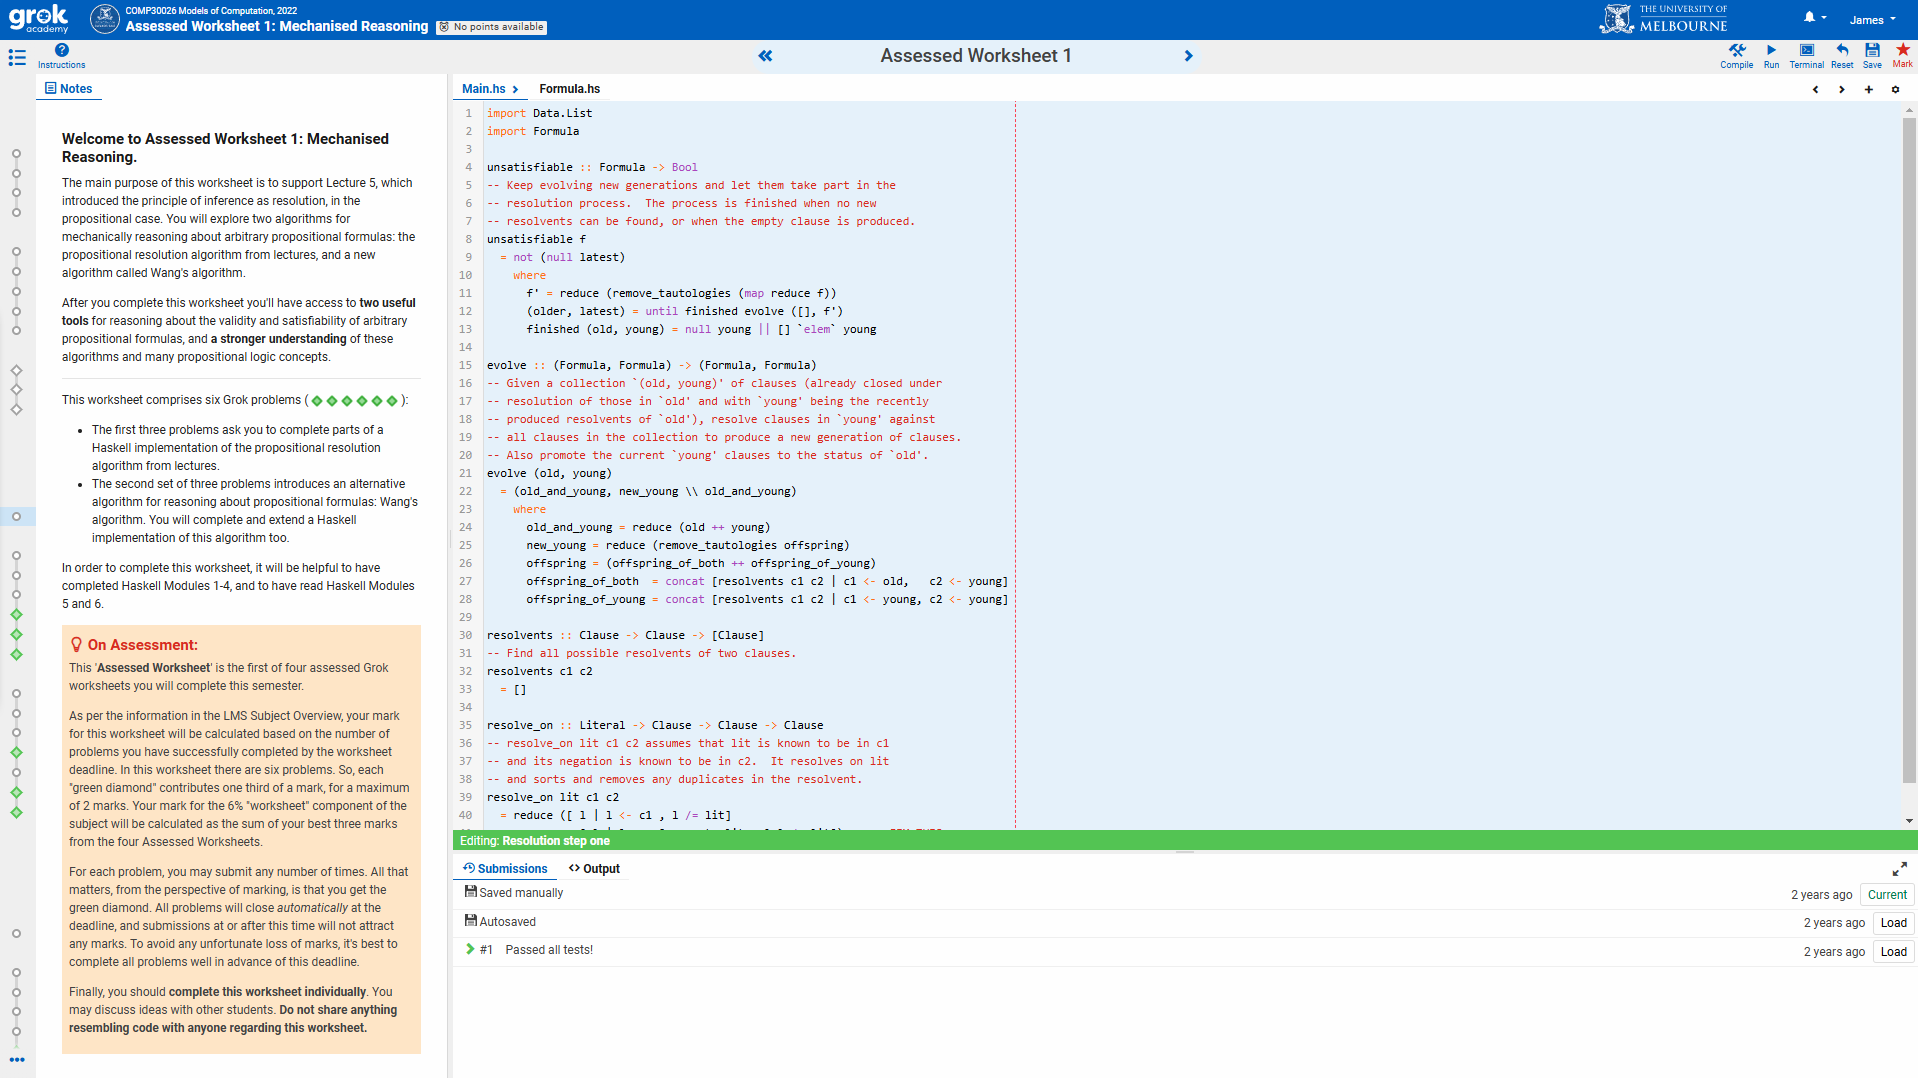 grok
academy
COMP30026 Models of Computation, 2022
Assessed Worksheet 1: Mechanised Reasoning
No points available
THE UNIVERSITY OF
MELBOURNE
James
Instructions
Assessed Worksheet 1
Compile
Run
Terminal
Reset
Save
Mark
Notes
Welcome to Assessed Worksheet 1: Mechanised
Reasoning.
The main purpose of this worksheet is to support Lecture 5, which
introduced the principle of inference as resolution, in the
propositional case. You will explore two algorithms for
mechanically reasoning about arbitrary propositional formulas: the
propositional resolution algorithm from lectures, and a new
algorithm called Wang's algorithm.
After you complete this worksheet you'll have access to two useful
tools for reasoning about the validity and satisfiability of arbitrary
propositional formulas, and a stronger understanding of these
algorithms and many propositional logic concepts.
This worksheet comprises six Grok problems ( ):
• The first three problems ask you to complete parts of a
Haskell implementation of the propositional resolution
algorithm from lectures.
• The second set of three problems introduces an alternative
algorithm for reasoning about propositional formulas: Wang's
algorithm. You will complete and extend a Haskell
implementation of this algorithm too.
In order to complete this worksheet, it will be helpful to have
completed Haskell Modules 1-4, and to have read Haskell Modules
5 and 6.
On Assessment:
This 'Assessed Worksheet' is the first of four assessed Grok
worksheets you will complete this semester.
As per the information in the LMS Subject Overview, your mark
for this worksheet will be calculated based on the number of
problems you have successfully completed by the worksheet
deadline. In this worksheet there are six problems. So, each
"green diamond" contributes one third of a mark, for a maximum
of 2 marks. Your mark for the 6% "worksheet" component of the
subject will be calculated as the sum of your best three marks
from the four Assessed Worksheets.
For each problem, you may submit any number of times. All that
matters, from the perspective of marking, is that you get the
green diamond. All problems will close automatically at the
deadline, and submissions at or after this time will not attract
any marks. To avoid any unfortunate loss of marks, it's best to
complete all problems well in advance of this deadline.
Finally, you should complete this worksheet individually. You
may discuss ideas with other students. Do not share anything
resembling code with anyone regarding this worksheet.
Main.hs
Formula.hs
1 import Data.List
2 import Formula
3
4 unsatisfiable :: Formula -> Bool
5 -- Keep evolving new generations and let them take part in the
6 -- resolution process.  The process is finished when no new
7 -- resolvents can be found, or when the empty clause is produced.
8 unsatisfiable f
9   = not (null latest)
10     where
11       f' = reduce (remove_tautologies (map reduce f))
12       (older, latest) = until finished evolve ([], f')
13       finished (old, young) = null young || [] `elem` young
14
15 evolve :: (Formula, Formula) -> (Formula, Formula)
16 -- Given a collection `(old, young)' of clauses (already closed under
17 -- resolution of those in `old' and with `young' being the recently
18 -- produced resolvents of `old'), resolve clauses in `young' against
19 -- all clauses in the collection to produce a new generation of clauses.
20 -- Also promote the current `young' clauses to the status of `old'.
21 evolve (old, young)
22   = (old_and_young, new_young \\ old_and_young)
23     where
24       old_and_young = reduce (old ++ young)
25       new_young = reduce (remove_tautologies offspring)
26       offspring = (offspring_of_both ++ offspring_of_young)
27       offspring_of_both  = concat [resolvents c1 c2 | c1 <- old,   c2 <- young]
28       offspring_of_young = concat [resolvents c1 c2 | c1 <- young, c2 <- young]
29
30 resolvents :: Clause -> Clause -> [Clause]
31 -- Find all possible resolvents of two clauses.
32 resolvents c1 c2
33   = []
34
35 resolve_on :: Literal -> Clause -> Clause -> Clause
36 -- resolve_on lit c1 c2 assumes that lit is known to be in c1
37 -- and its negation is known to be in c2.  It resolves on lit
38 -- and sorts and removes any duplicates in the resolvent.
39 resolve_on lit c1 c2
40   = reduce ([ l | l <- c1 , l /= lit]
Editing: Resolution step one
Submissions
Output
Saved manually 2 years ago Current
Autosaved 2 years ago Load
#1 Passed all tests! 2 years ago Load